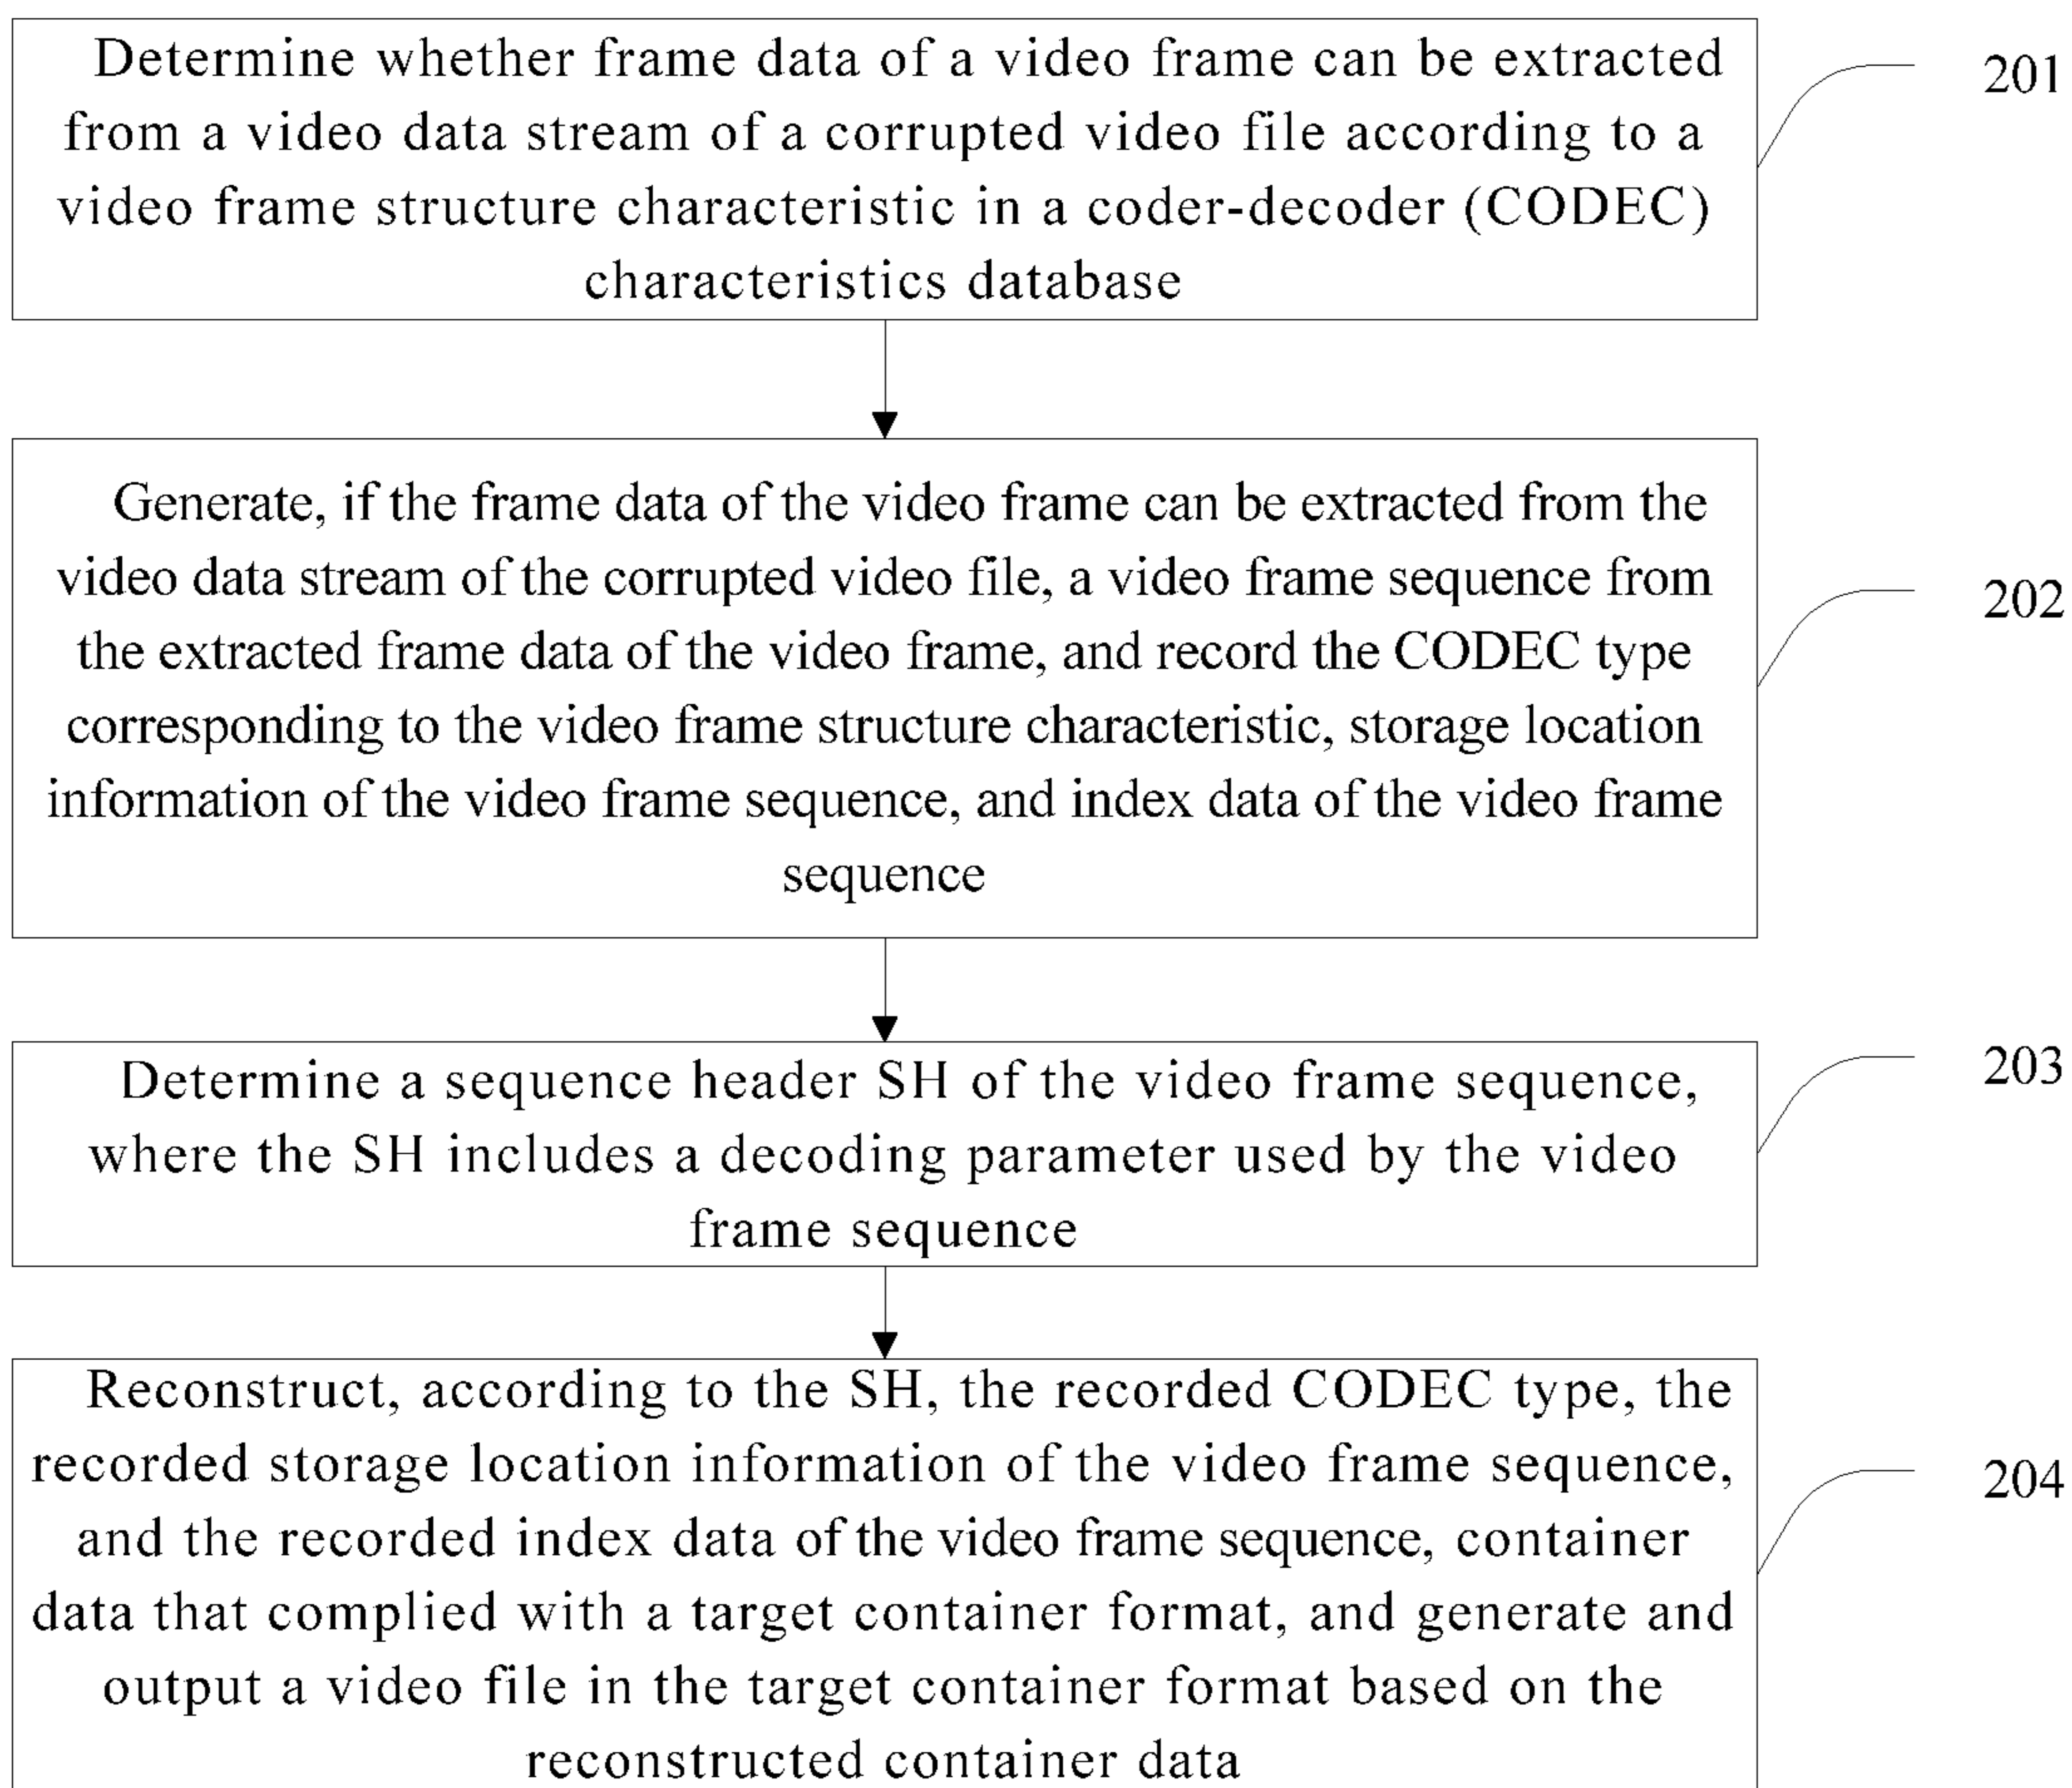 Determine whether frame data of a video frame can be extracted
from a video data stream of a corrupted video file according to a
video frame structure characteristic in a coder-decoder (CODEC)
characteristics database
201
Generate, if the frame data of the video frame can be extracted from the
video data stream of the corrupted video file, a video frame sequence from
the extracted frame data of the video frame, and record the CODEC type
corresponding to the video frame structure characteristic, storage location
information of the video frame sequence, and index data of the video frame
sequence
202
Determine a sequence header SH of the video frame sequence,
where the SH includes a decoding parameter used by the video
frame sequence
203
Reconstruct, according to the SH, the recorded CODEC type, the
recorded storage location information of the video frame sequence,
and the recorded index data of the video frame sequence, container
data that complied with a target container format, and generate and
output a video file in the target container format based on the
reconstructed container data
204